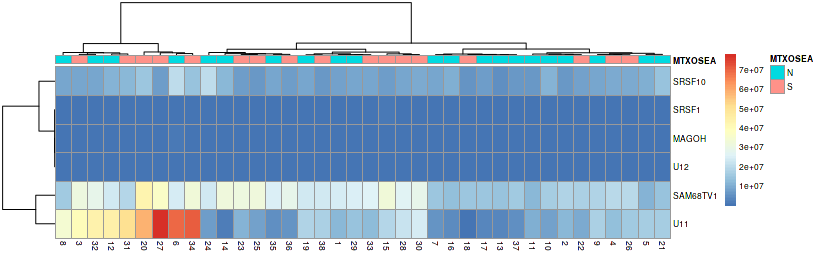 MTXOSEA
SRSF10
SRSF1
MAGOH
U12
SAM68TV1
U11
8 3 32 12 31 20 27 6 34 24 14 23 25 35 36 19 38 1 29 33 15 28 30 7 16 18 17 13 37 11 10 2 22 9 4 26 5 21
7e+07
6e+07
5e+07
4e+07
3e+07
2e+07
1e+07
MTXOSEA
N
S